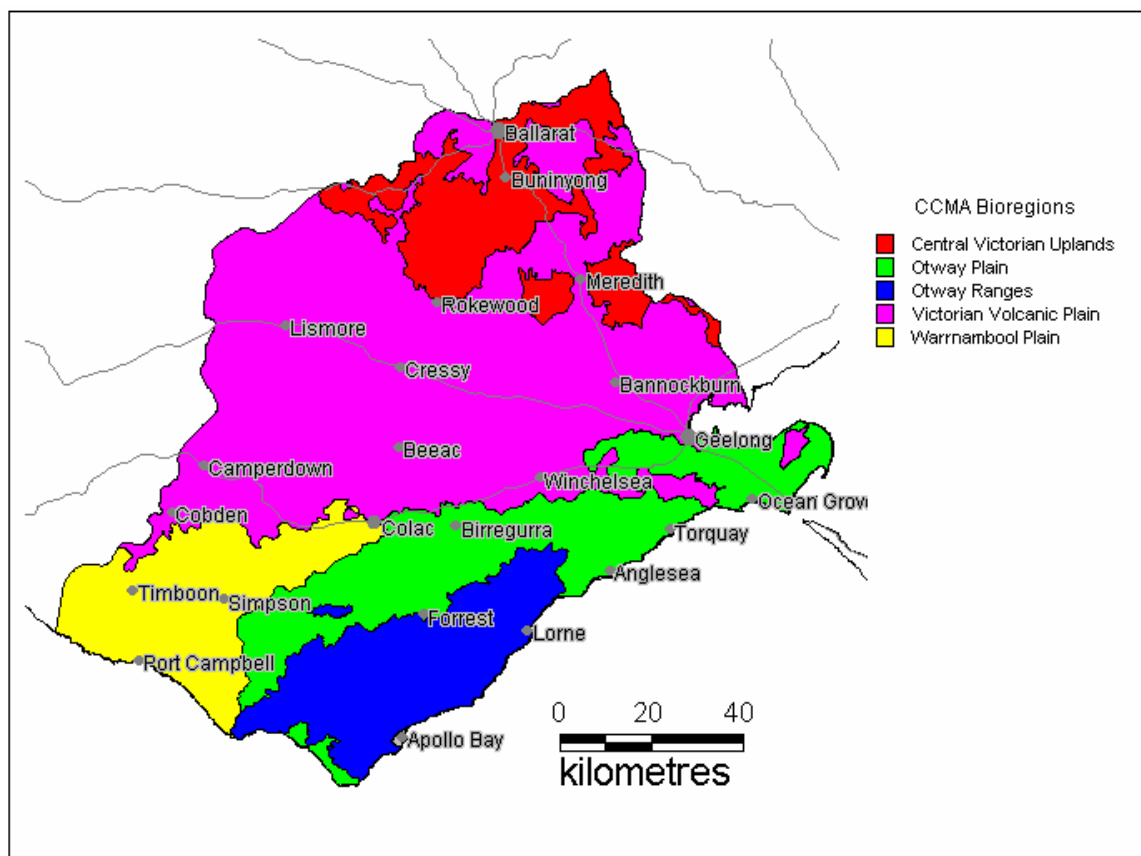 Ballarat
Buninyong
CCMA Bioregions
Central Victorian Uplands
Otway Plain
Otway Ranges
Victorian Volcanic Plain
Warrnambool Plain
Meredith
Rokewood
Lismore
Cressy
Bannockburn
Geelong
Beeac
Camperdown
Winchelsea
Ocean Grov
Cobden
Colac
Birregurra
Torquay
Anglesea
Timboon
Simpson
Forrest
Lorne
Port Campbell
0 20 40
Apollo Bay
kilometres